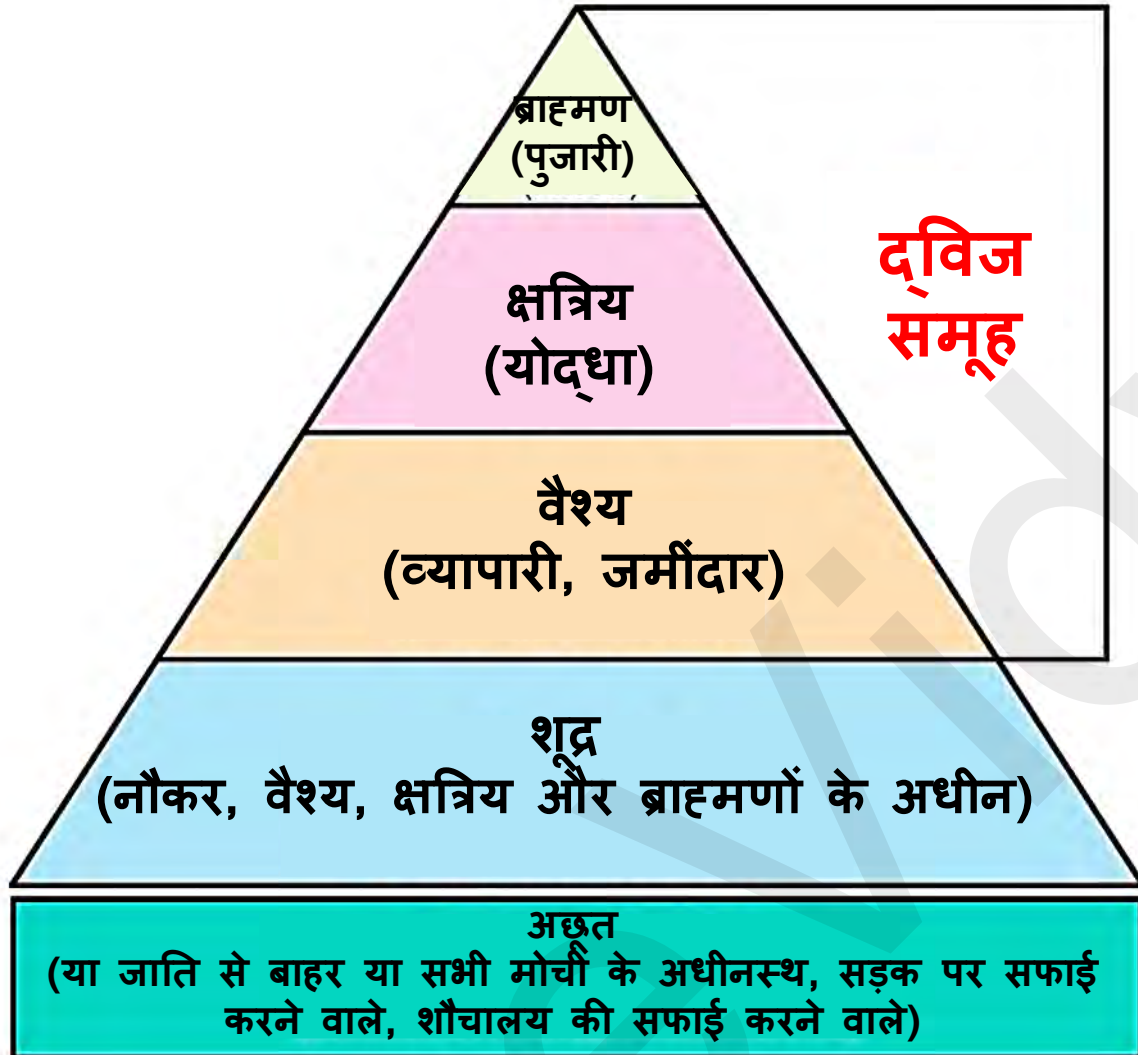 ब्राह्मण
(पुजारी)
द्विज
समूह
क्षत्रिय
(योद्धा)
वैश्य
(व्यापारी, जमींदार)
शूद्र
(नौकर, वैश्य, क्षत्रिय और ब्राह्मणों के अधीन)
अछूत
(या जाति से बाहर या सभी मोची के अधीनस्थ, सड़क पर सफाई
करने वाले, शौचालय की सफाई करने वाले)